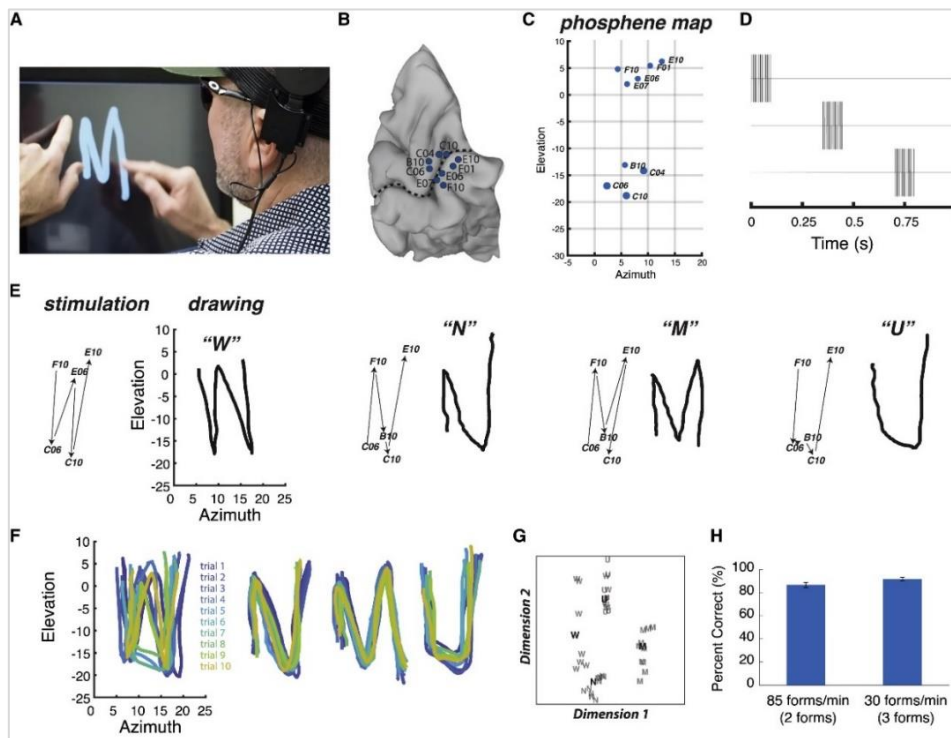 A
B
C04
C10
B10
C06
E10
E01
E06
E07
F10
C
phosphene map
10
5
0
-5
-10
-15
-20
-25
-30
Elevation
-5
0
5
10
15
20
Azimuth
E10
F10
F01
E06
E07
B10
C04
C06
C10
D
0
0.25
0.5
0.75
Time (s)
E
stimulation
drawing
F10
E06
E10
C06
C10
"W"
10
5
0
-5
-10
-15
-20
-25
Elevation
0
5
10
15
20
25
Azimuth
"N"
F10
E10
B10
C06
C10
"M"
F10
E10
B10
C06
C10
"U"
F10
E10
B10
C06
C10
F
10
5
0
-5
-10
-15
-20
-25
Elevation
0
5
10
15
20
25
Azimuth
trial 1
trial 2
trial 3
trial 4
trial 5
trial 6
trial 7
trial 8
trial 9
trial 10
G
Dimension 2
Dimension 1
U
W
M
N
H
Percent Correct (%)
100
80
60
40
20
0
85 forms/min
(2 forms)
30 forms/min
(3 forms)